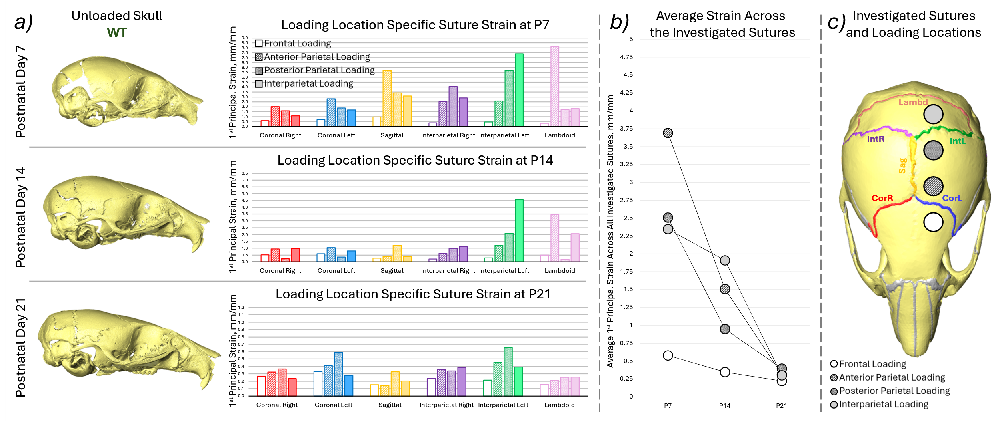 a)
Unloaded Skull
WT
Postnatal Day 7
Postnatal Day 14
Postnatal Day 21
Loading Location Specific Suture Strain at P7
1st Principal Strain, mm/mm
9.0
8.5
8.0
7.5
7.0
6.5
6.0
5.5
5.0
4.5
4.0
3.5
3.0
2.5
2.0
1.5
1.0
0.5
0.0
Frontal Loading
Anterior Parietal Loading
Posterior Parietal Loading
Interparietal Loading
Coronal Right
Coronal Left
Sagittal
Interparietal Right
Interparietal Left
Lambdoid
Loading Location Specific Suture Strain at P14
1st Principal Strain, mm/mm
6.5
6.0
5.5
5.0
4.5
4.0
3.5
3.0
2.5
2.0
1.5
1.0
0.5
0.0
Coronal Right
Coronal Left
Sagittal
Interparietal Right
Interparietal Left
Lambdoid
Loading Location Specific Suture Strain at P21
1st Principal Strain, mm/mm
1.2
1.1
1.0
0.9
0.8
0.7
0.6
0.5
0.4
0.3
0.2
0.1
0.0
Coronal Right
Coronal Left
Sagittal
Interparietal Right
Interparietal Left
Lambdoid
b)
Average Strain Across
the Investigated Sutures
Average 1st Principal Strain Across All Investigated Sutures, mm/mm
5
4.75
4.5
4.25
4
3.75
3.5
3.25
3
2.75
2.5
2.25
2
1.75
1.5
1.25
1
0.75
0.5
0.25
0
P7
P14
P21
c)
Investigated Sutures
and Loading Locations
Lambd
IntR
IntL
Sag
CorR
CorL
Frontal Loading
Anterior Parietal Loading
Posterior Parietal Loading
Interparietal Loading